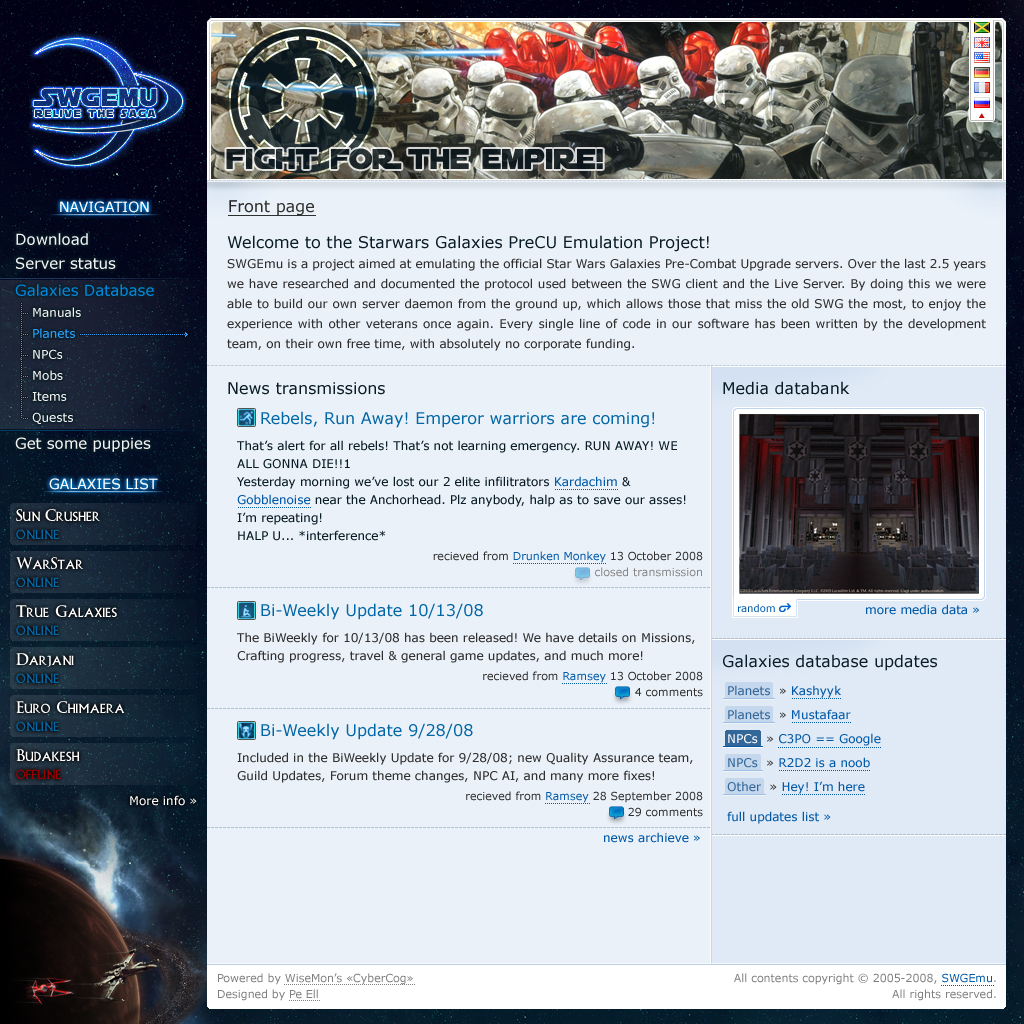 SWGEMU
RELIVE THE SAGA
FIGHT FOR THE EMPIRE!
NAVIGATION
Download
Server status
Galaxies Database
Manuals
Planets
NPCs
Mobs
Items
Quests
Get some puppies
GALAXIES LIST
Sun Crusher
ONLINE
WarStar
ONLINE
True Galaxies
ONLINE
Darjani
ONLINE
Euro Chimaera
ONLINE
Budakesh
OFFLINE
More info »
Front page
Welcome to the Starwars Galaxies PreCU Emulation Project!
SWGEmu is a project aimed at emulating the official Star Wars Galaxies Pre-Combat Upgrade servers. Over the last 2.5 years
we have researched and documented the protocol used between the SWG client and the Live Server. By doing this we were
able to build our own server daemon from the ground up, which allows those that miss the old SWG the most, to enjoy the
experience with other veterans once again. Every single line of code in our software has been written by the development
team, on their own free time, with absolutely no corporate funding.
News transmissions
Rebels, Run Away! Emperor warriors are coming!
That’s alert for all rebels! That’s not learning emergency. RUN AWAY! WE
ALL GONNA DIE!!1
Yesterday morning we’ve lost our 2 elite infilitrators Kardachim &
Gobblenoise near the Anchorhead. Plz anybody, halp as to save our asses!
I’m repeating!
HALP U... *interference*
recieved from Drunken Monkey 13 October 2008
closed transmission
Bi-Weekly Update 10/13/08
The BiWeekly for 10/13/08 has been released! We have details on Missions,
Crafting progress, travel & general game updates, and much more!
recieved from Ramsey 13 October 2008
4 comments
Bi-Weekly Update 9/28/08
Included in the BiWeekly Update for 9/28/08; new Quality Assurance team,
Guild Updates, Forum theme changes, NPC AI, and many more fixes!
recieved from Ramsey 28 September 2008
29 comments
news archieve »
Media databank
random
more media data »
Galaxies database updates
Planets » Kashyyk
Planets » Mustafaar
NPCs » C3PO == Google
NPCs » R2D2 is a noob
Other » Hey! I’m here
full updates list »
Powered by WiseMon’s «CyberCog»
Designed by Pe Ell
All contents copyright © 2005-2008, SWGEmu.
All rights reserved.